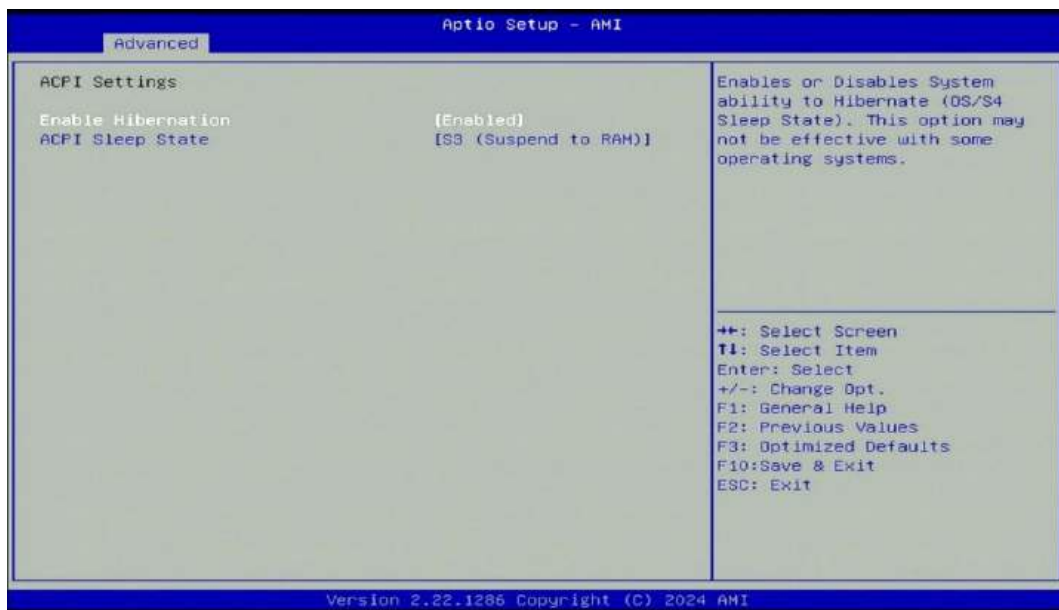 Aptio Setup - AMI
Advanced
ACPI Settings
Enable Hibernation [Enabled]
ACPI Sleep State [S3 (Suspend to RAM)]
Enables or Disables System
ability to Hibernate (OS/S4
Sleep State). This option may
not be effective with some
operating systems.
→←: Select Screen
↑↓: Select Item
Enter: Select
+/-: Change Opt.
F1: General Help
F2: Previous Values
F3: Optimized Defaults
F10:Save & Exit
ESC: Exit
Version 2.22.1286 Copyright (C) 2024 AMI